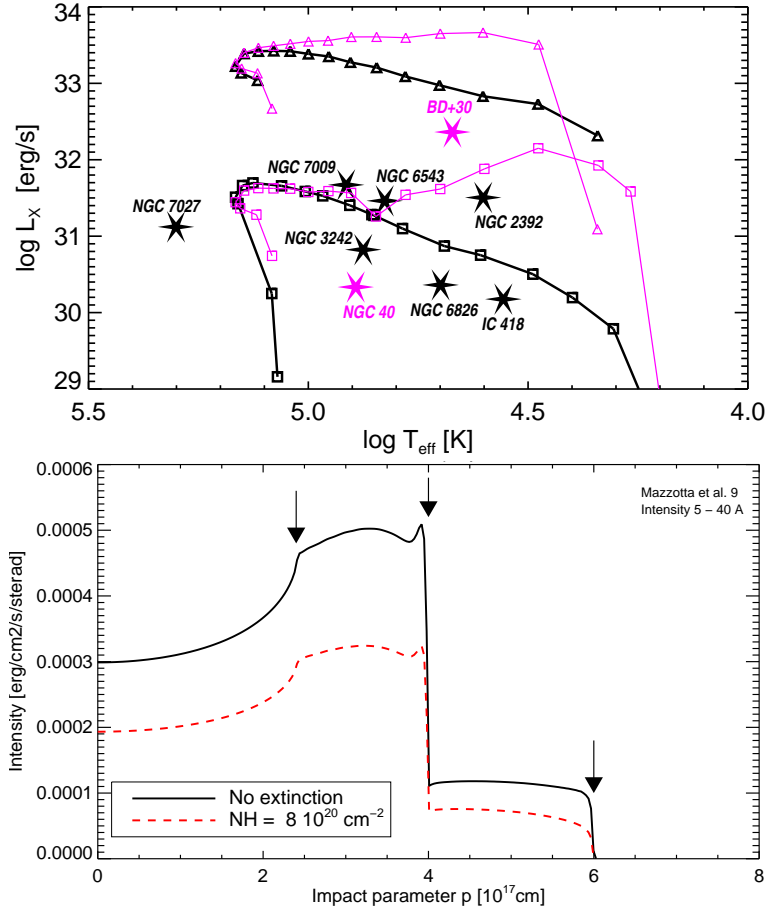 34
33
32
31
30
29
log L_X [erg/s]
BD+30
NGC 7009
NGC 6543
NGC 7027
NGC 2392
NGC 3242
NGC 40
NGC 6826
IC 418
5.5 5.0 4.5 4.0
log T_eff [K]
0.0006
0.0005
0.0004
0.0003
0.0002
0.0001
0.0000
Intensity [erg/cm2/s/sterad]
Mazzotta et al. 9
Intensity 5 – 40 A
No extinction
NH = 8 10^20 cm^−2
0 2 4 6 8
Impact parameter p [10^17cm]